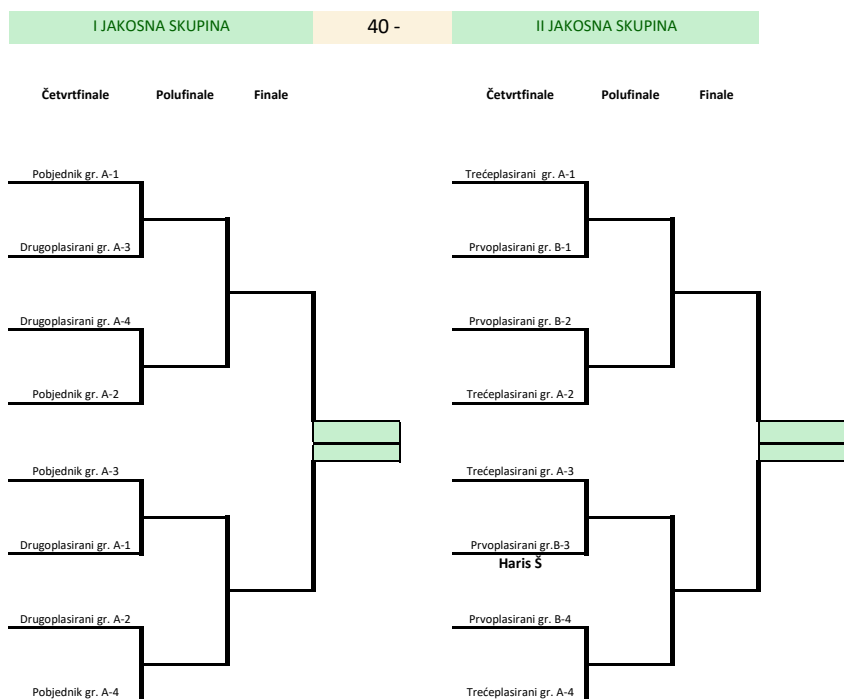 I JAKOSNA SKUPINA
40 -
II JAKOSNA SKUPINA
Četvrtfinale
Polufinale
Finale
Četvrtfinale
Polufinale
Finale
Pobjednik gr. A-1
Drugoplasirani gr. A-3
Drugoplasirani gr. A-4
Pobjednik gr. A-2
Pobjednik gr. A-3
Drugoplasirani gr. A-1
Drugoplasirani gr. A-2
Pobjednik gr. A-4
Trećeplasirani gr. A-1
Prvoplasirani gr. B-1
Prvoplasirani gr. B-2
Trećeplasirani gr. A-2
Trećeplasirani gr. A-3
Prvoplasirani gr.B-3
Haris Š
Prvoplasirani gr. B-4
Trećeplasirani gr. A-4